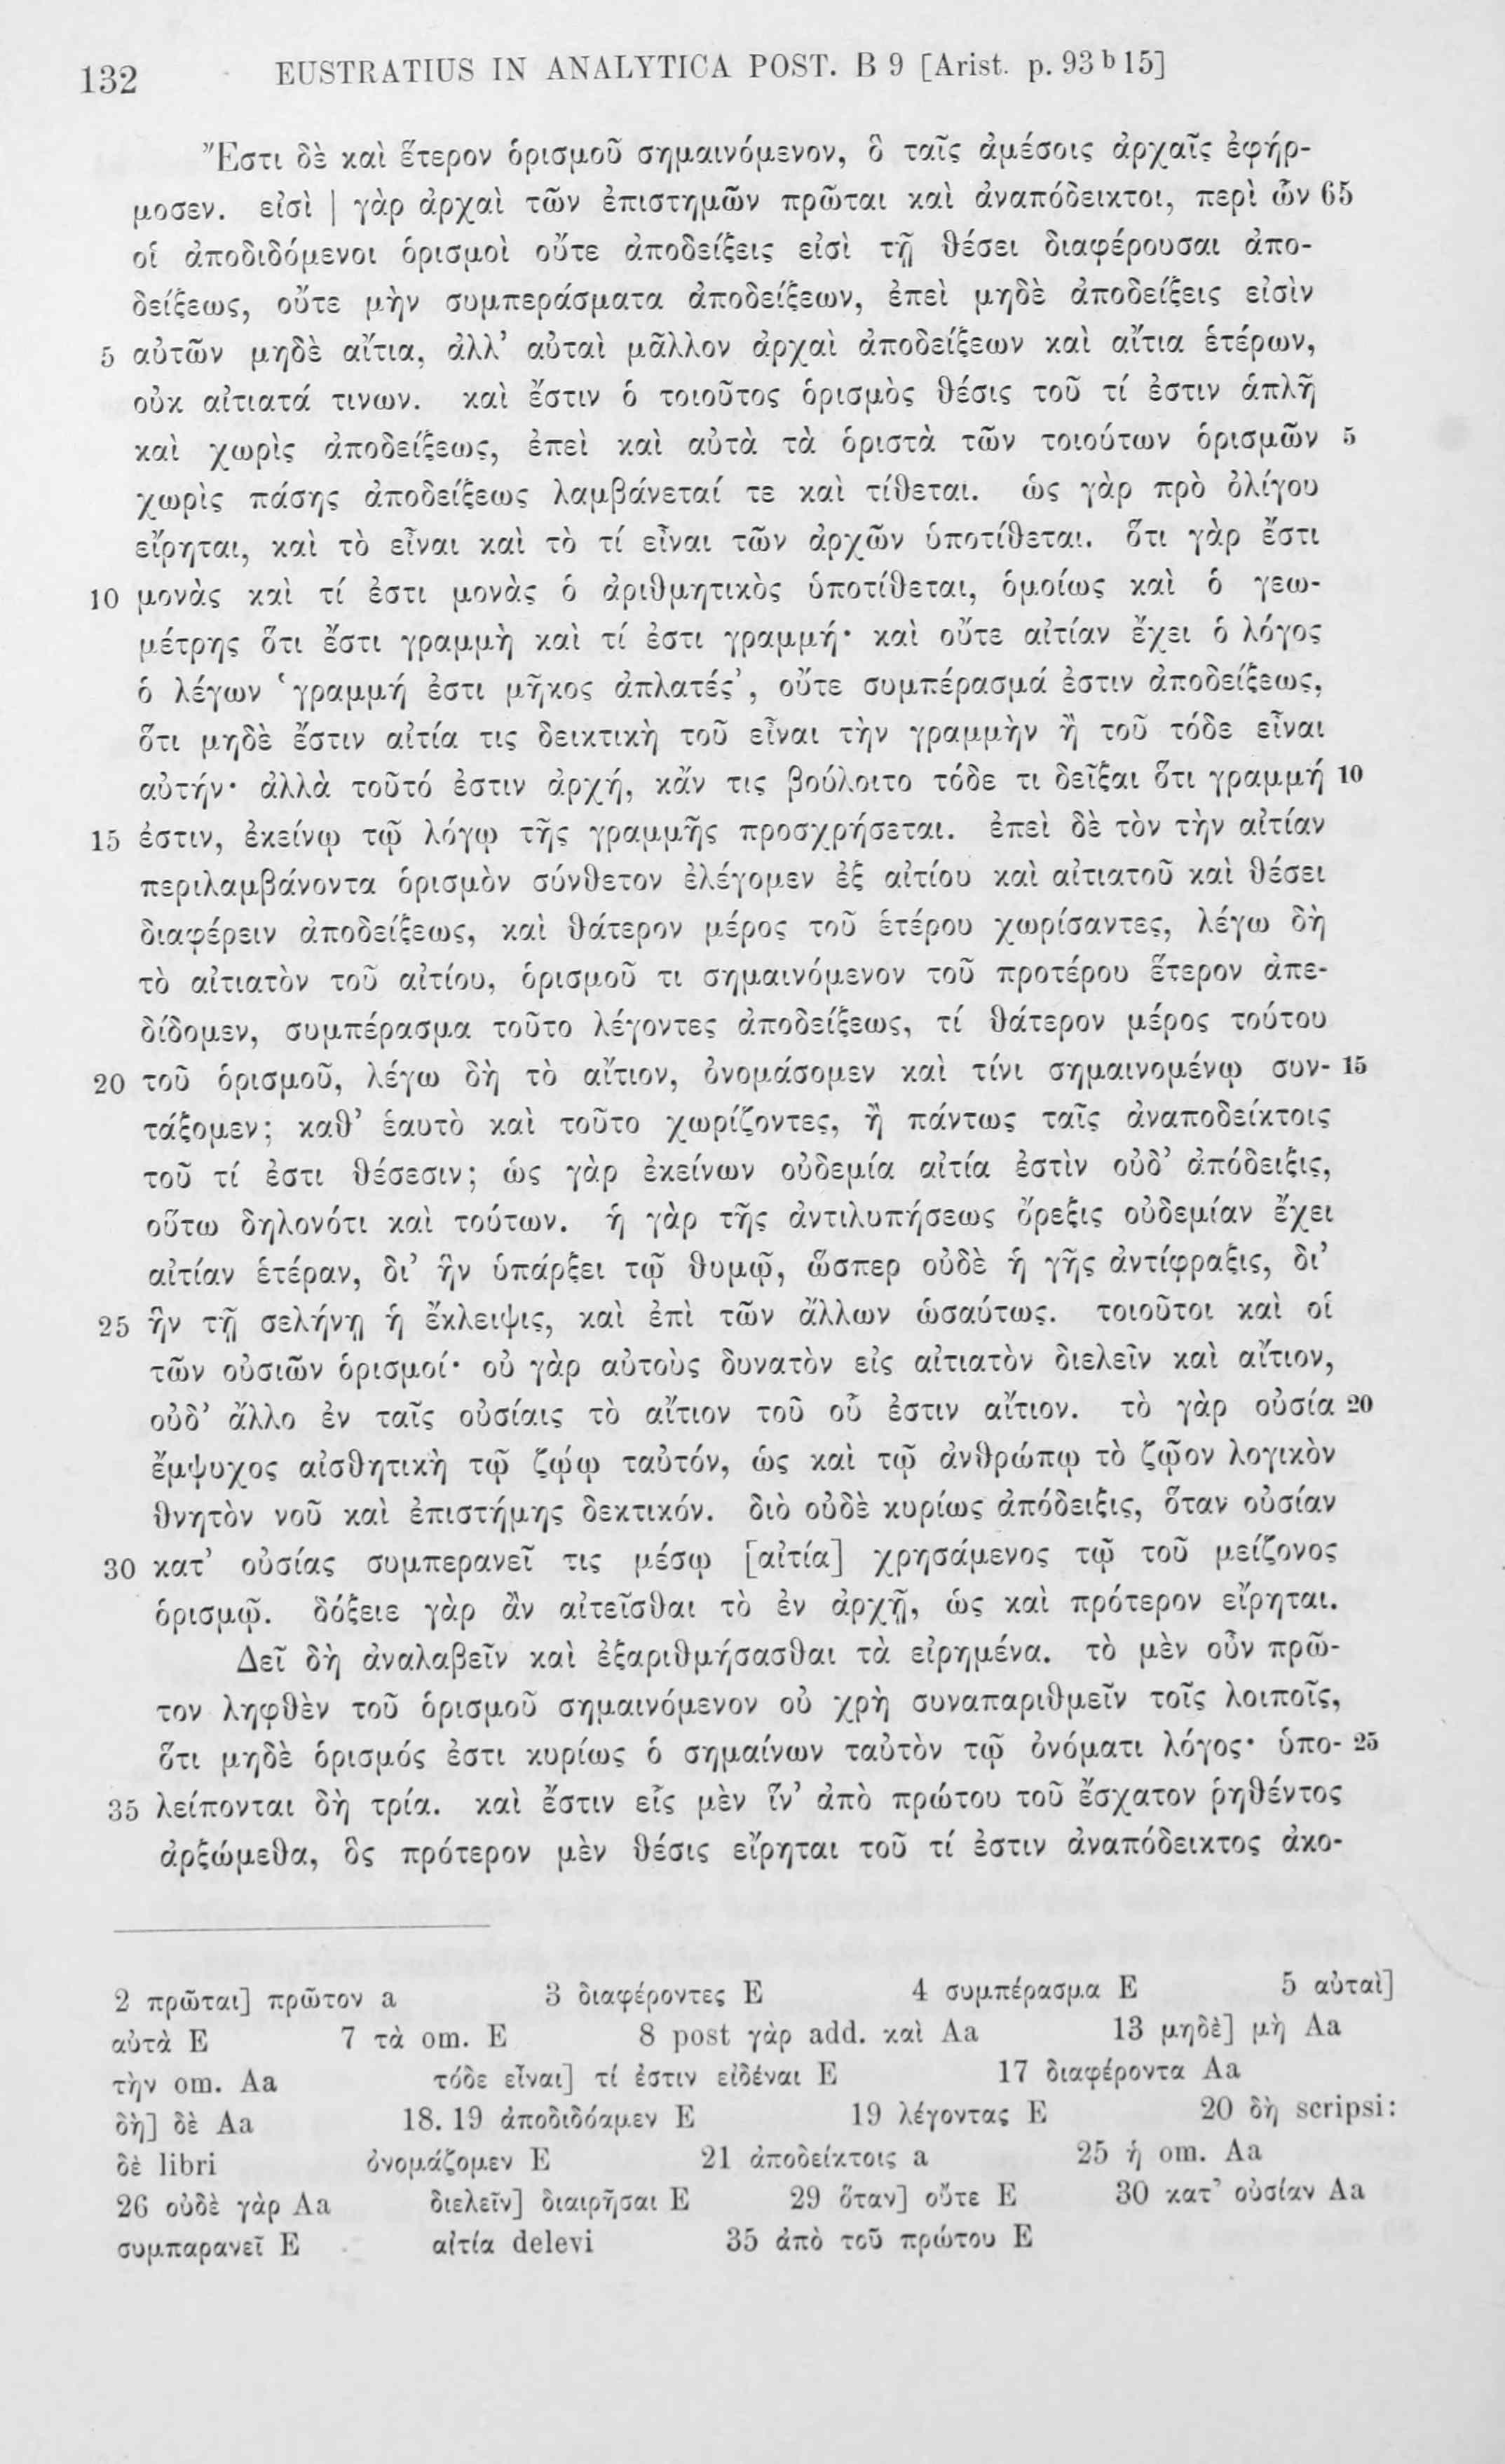 132 EUSTRATIUS IN ANALYTICA POST. B 9 [Arist. p. 93 b 15]
Ἔστι δὲ καὶ ἕτερον ὁρισμοῦ σημαινόμενον, ὃ ταῖς ἀμέσοις ἀρχαῖς ἐφήρ-
μοσεν. εἰσὶ | γὰρ ἀρχαὶ τῶν ἐπιστημῶν πρῶται καὶ ἀναπόδεικτοι, περὶ ὧν 65
οἱ ἀποδιδόμενοι ὁρισμοὶ οὔτε ἀποδείξεις εἰσὶ τῇ θέσει διαφέρουσαι ἀπο-
δείξεως, οὔτε μὴν συμπεράσματα ἀποδείξεων, ἐπεὶ μηδὲ ἀποδείξεις εἰσὶν
5 αὐτῶν μηδὲ αἴτια, ἀλλ’ αὐταὶ μᾶλλον ἀρχαὶ ἀποδείξεων καὶ αἴτια ἑτέρων,
οὐκ αἰτιατά τινων. καὶ ἔστιν ὁ τοιοῦτος ὁρισμὸς θέσις τοῦ τί ἐστιν ἁπλῆ
καὶ χωρὶς ἀποδείξεως, ἐπεὶ καὶ αὐτὰ τὰ ὁριστὰ τῶν τοιούτων ὁρισμῶν 5
χωρὶς πάσης ἀποδείξεως λαμβάνεταί τε καὶ τίθεται. ὡς γὰρ πρὸ ὀλίγου
εἴρηται, καὶ τὸ εἶναι καὶ τὸ τί εἶναι τῶν ἀρχῶν ὑποτίθεται. ὅτι γὰρ ἔστι
10 μονὰς καὶ τί ἐστι μονὰς ὁ ἀριθμητικὸς ὑποτίθεται, ὁμοίως καὶ ὁ γεω-
μέτρης ὅτι ἔστι γραμμὴ καὶ τί ἐστι γραμμή· καὶ οὔτε αἰτίαν ἔχει ὁ λόγος
ὁ λέγων ‘γραμμή ἐστι μῆκος ἀπλατές’, οὔτε συμπέρασμά ἐστιν ἀποδείξεως,
ὅτι μηδὲ ἔστιν αἰτία τις δεικτικὴ τοῦ εἶναι τὴν γραμμὴν ἢ τοῦ τόδε εἶναι
αὐτήν· ἀλλὰ τοῦτό ἐστιν ἀρχή, κἄν τις βούλοιτο τόδε τι δεῖξαι ὅτι γραμμή 10
15 ἐστιν, ἐκείνῳ τῷ λόγῳ τῆς γραμμῆς προσχρήσεται. ἐπεὶ δὲ τὸν τὴν αἰτίαν
περιλαμβάνοντα ὁρισμὸν σύνθετον ἐλέγομεν ἐξ αἰτίου καὶ αἰτιατοῦ καὶ θέσει
διαφέρειν ἀποδείξεως, καὶ θάτερον μέρος τοῦ ἑτέρου χωρίσαντες, λέγω δὴ
τὸ αἰτιατὸν τοῦ αἰτίου, ὁρισμοῦ τι σημαινόμενον τοῦ προτέρου ἕτερον ἀπε-
δίδομεν, συμπέρασμα τοῦτο λέγοντες ἀποδείξεως, τί θάτερον μέρος τούτου
20 τοῦ ὁρισμοῦ, λέγω δὴ τὸ αἴτιον, ὀνομάσομεν καὶ τίνι σημαινομένῳ συν- 15
τάξομεν; καθ’ ἑαυτὸ καὶ τοῦτο χωρίζοντες, ἢ πάντως ταῖς ἀναποδείκτοις
τοῦ τί ἐστι θέσεσιν; ὡς γὰρ ἐκείνων οὐδεμία αἰτία ἐστὶν οὐδ’ ἀπόδειξις,
οὕτω δηλονότι καὶ τούτων. ἡ γὰρ τῆς ἀντιλυπήσεως ὄρεξις οὐδεμίαν ἔχει
αἰτίαν ἑτέραν, δι’ ἣν ὑπάρξει τῷ θυμῷ, ὥσπερ οὐδὲ ἡ γῆς ἀντίφραξις, δι’
25 ἣν τῇ σελήνῃ ἡ ἔκλειψις, καὶ ἐπὶ τῶν ἄλλων ὡσαύτως. τοιοῦτοι καὶ οἱ
τῶν οὐσιῶν ὁρισμοί· οὐ γὰρ αὐτοὺς δυνατὸν εἰς αἰτιατὸν διελεῖν καὶ αἴτιον,
οὐδ’ ἄλλο ἐν ταῖς οὐσίαις τὸ αἴτιον τοῦ οὗ ἐστιν αἴτιον. τὸ γὰρ οὐσία 20
ἔμψυχος αἰσθητικὴ τῷ ζῴῳ ταὐτόν, ὡς καὶ τῷ ἀνθρώπῳ τὸ ζῷον λογικὸν
θνητὸν νοῦ καὶ ἐπιστήμης δεκτικόν. διὸ οὐδὲ κυρίως ἀπόδειξις, ὅταν οὐσίαν
30 κατ’ οὐσίας συμπερανεῖ τις μέσῳ [αἰτία] χρησάμενος τῷ τοῦ μείζονος
ὁρισμῷ. δόξειε γὰρ ἂν αἰτεῖσθαι τὸ ἐν ἀρχῇ, ὡς καὶ πρότερον εἴρηται.
Δεῖ δὴ ἀναλαβεῖν καὶ ἐξαριθμήσασθαι τὰ εἰρημένα. τὸ μὲν οὖν πρῶ-
τον ληφθὲν τοῦ ὁρισμοῦ σημαινόμενον οὐ χρὴ συναπαριθμεῖν τοῖς λοιποῖς,
ὅτι μηδὲ ὁρισμός ἐστι κυρίως ὁ σημαίνων ταὐτὸν τῷ ὀνόματι λόγος· ὑπο- 25
35 λείπονται δὴ τρία. καὶ ἔστιν εἷς μὲν ἵν’ ἀπὸ πρώτου τοῦ ἔσχατον ῥηθέντος
ἀρξώμεθα, ὃς πρότερον μὲν θέσις εἴρηται τοῦ τί ἐστιν ἀναπόδεικτος ἀκο-
2 πρῶται] πρῶτον a 3 διαφέροντες E 4 συμπέρασμα E 5 αὐταὶ]
αὐτὰ E 7 τὰ om. E 8 post γὰρ add. καὶ Aa 13 μηδὲ] μὴ Aa
τὴν om. Aa τόδε εἶναι] τί ἐστιν εἰδέναι E 17 διαφέροντα Aa
δὴ] δὲ Aa 18. 19 ἀποδιδόαμεν E 19 λέγοντας E 20 δὴ scripsi:
δὲ libri ὀνομάζομεν E 21 ἀποδείκτοις a 25 ἡ om. Aa
26 οὐδὲ γὰρ Aa διελεῖν] διαιρῆσαι E 29 ὅταν] οὔτε E 30 κατ’ οὐσίαν Aa
συμπαρανεῖ E αἰτία delevi 35 ἀπὸ τοῦ πρώτου E